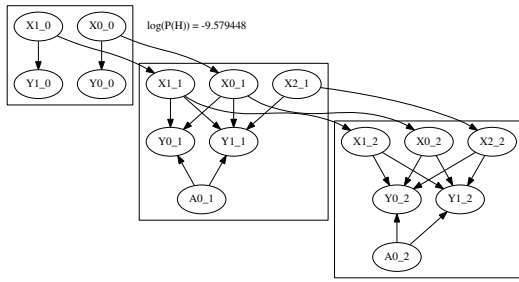 X1_0 X0_0 log(P(H)) = -9.579448
Y1_0 Y0_0 X1_1 X0_1 X2_1
Y0_1 Y1_1 X1_2 X0_2 X2_2
A0_1 Y0_2 Y1_2
A0_2